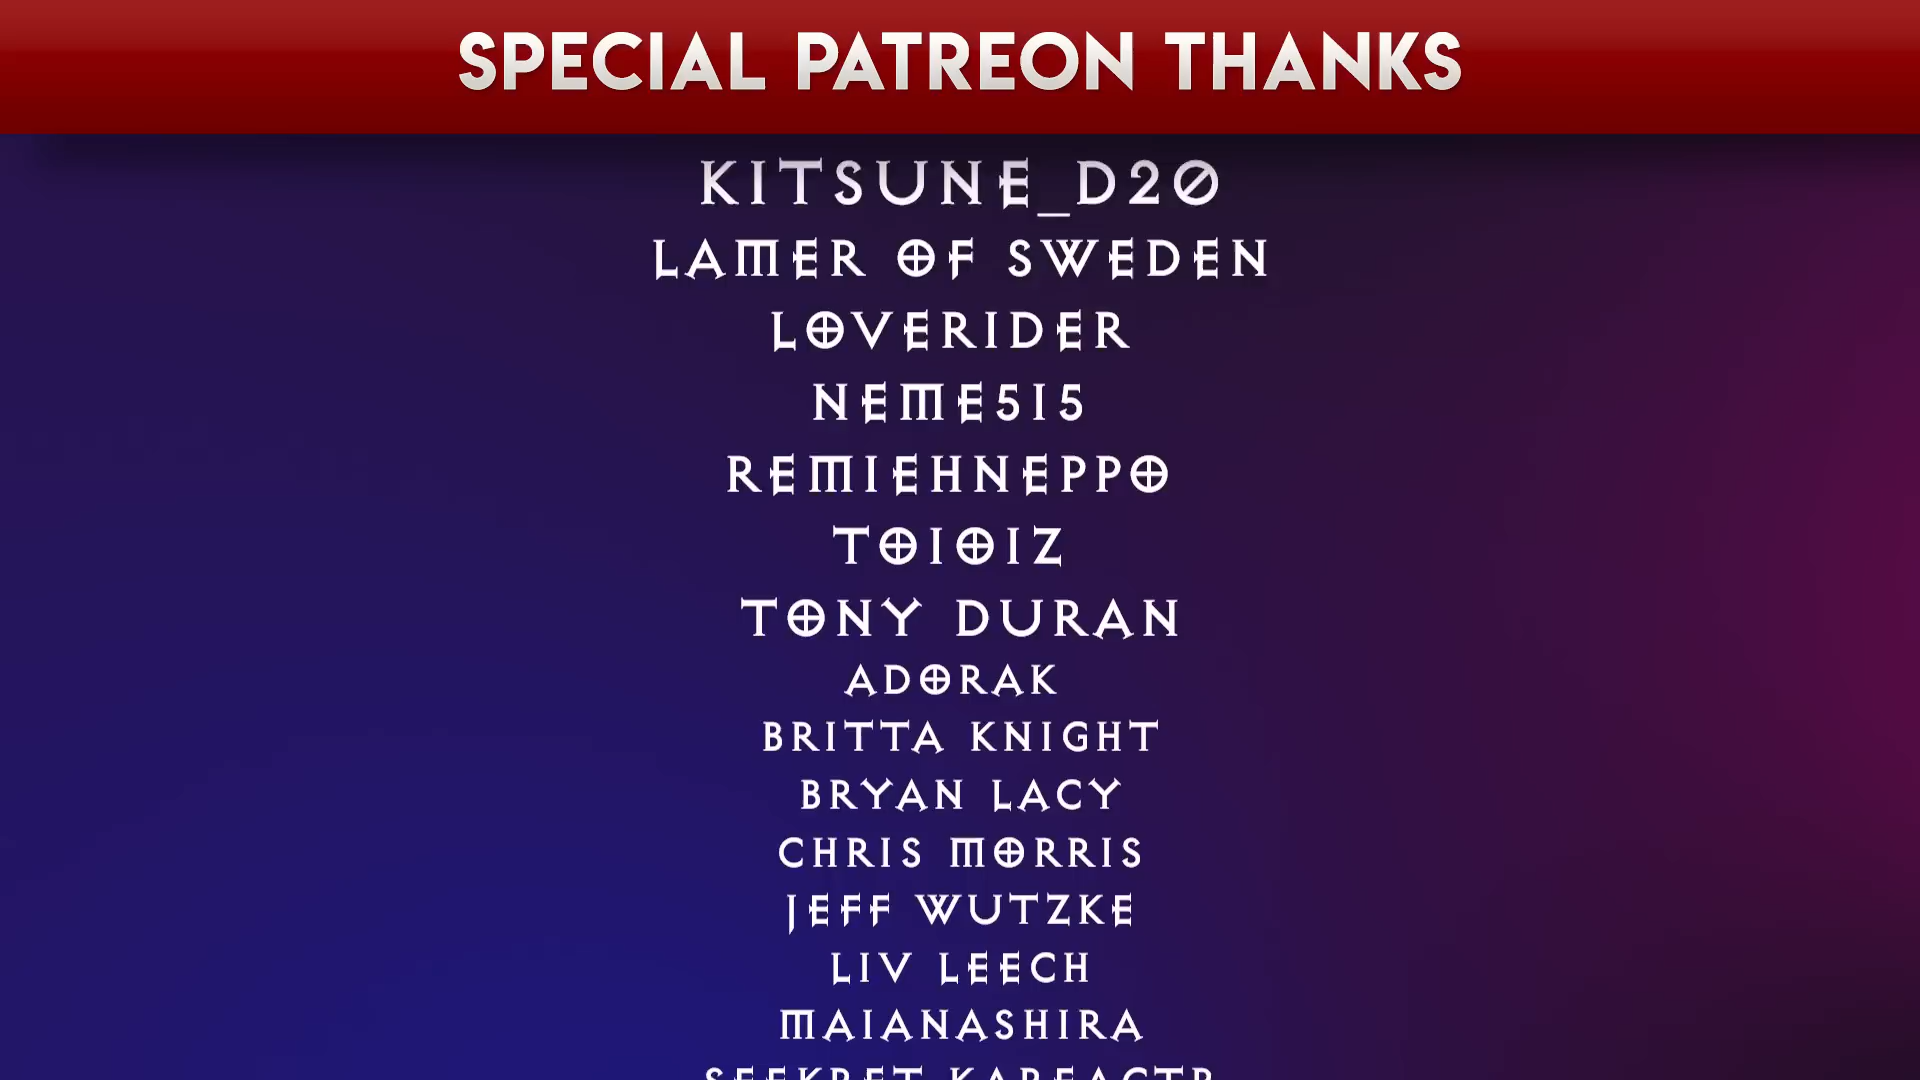 SPECIAL PATREON THANKS
KITSUNE_D20
LAMER OF SWEDEN
LOVERIDER
NEME5I5
REMIEHNEPPO
TOIOIZ
TONY DURAN
ADORAK
BRITTA KNIGHT
BRYAN LACY
CHRIS MORRIS
JEFF WUTZKE
LIV LEECH
MAIANASHIRA